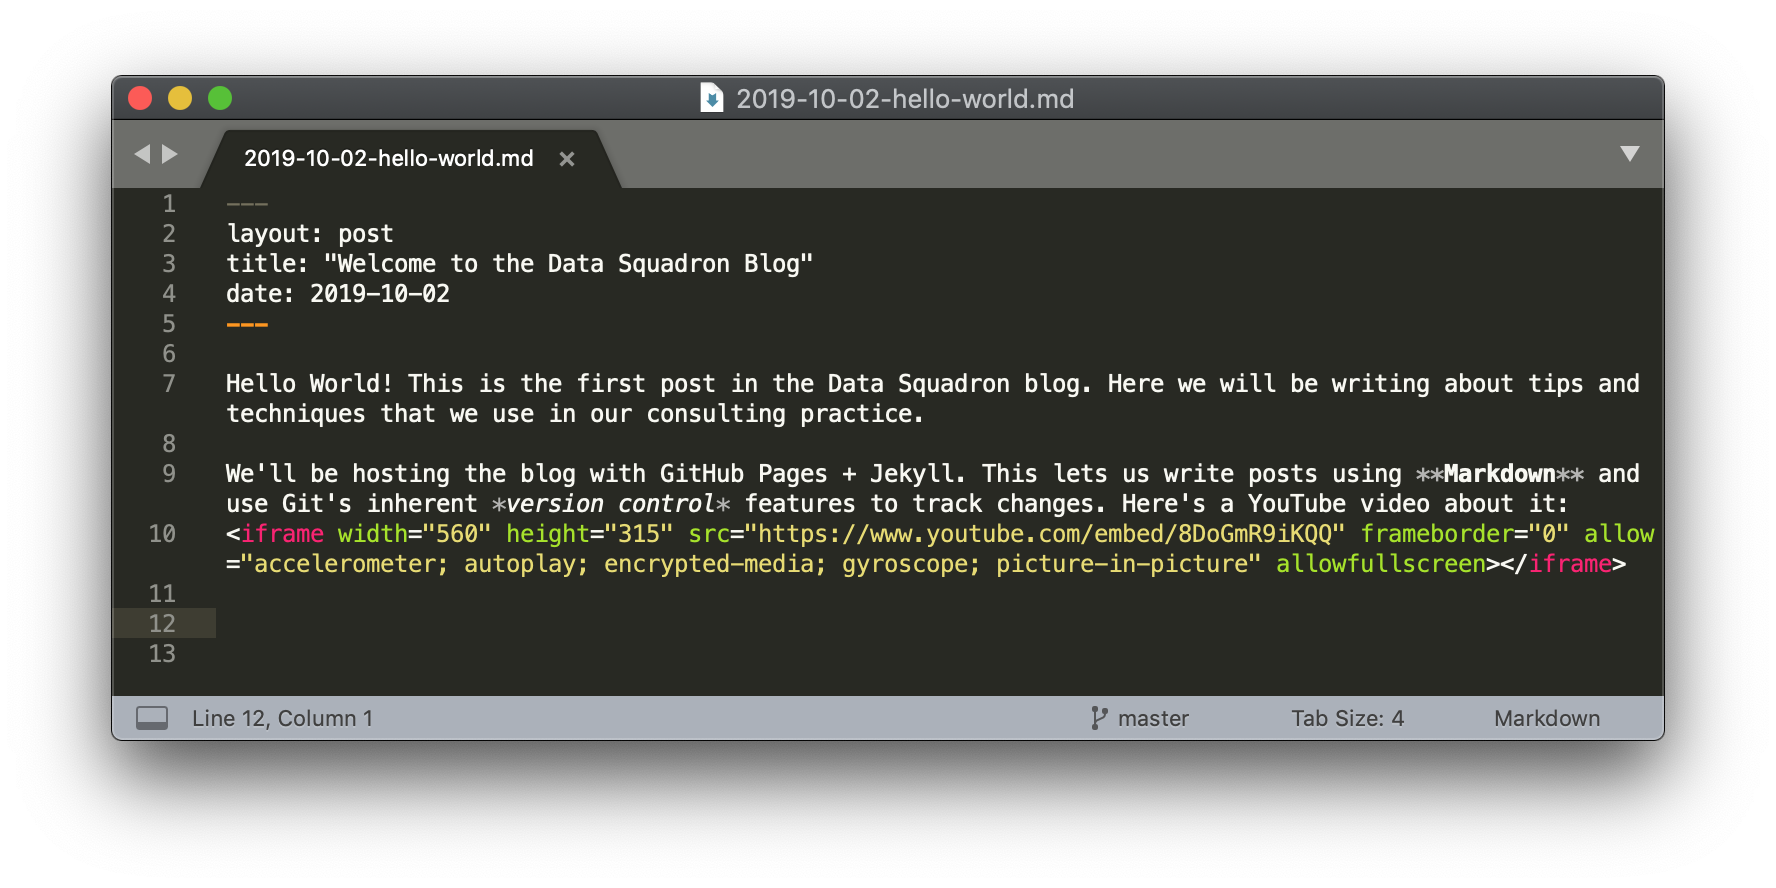 2019-10-02-hello-world.md
2019-10-02-hello-world.md ×
1 ---
2 layout: post
3 title: "Welcome to the Data Squadron Blog"
4 date: 2019-10-02
5 ---
6
7 Hello World! This is the first post in the Data Squadron blog. Here we will be writing about tips and
techniques that we use in our consulting practice.
8
9 We'll be hosting the blog with GitHub Pages + Jekyll. This lets us write posts using **Markdown** and
use Git's inherent *version control* features to track changes. Here's a YouTube video about it:
10 <iframe width="560" height="315" src="https://www.youtube.com/embed/8DoGmR9iKQQ" frameborder="0" allow
="accelerometer; autoplay; encrypted-media; gyroscope; picture-in-picture" allowfullscreen></iframe>
11
12
13
Line 12, Column 1 master Tab Size: 4 Markdown